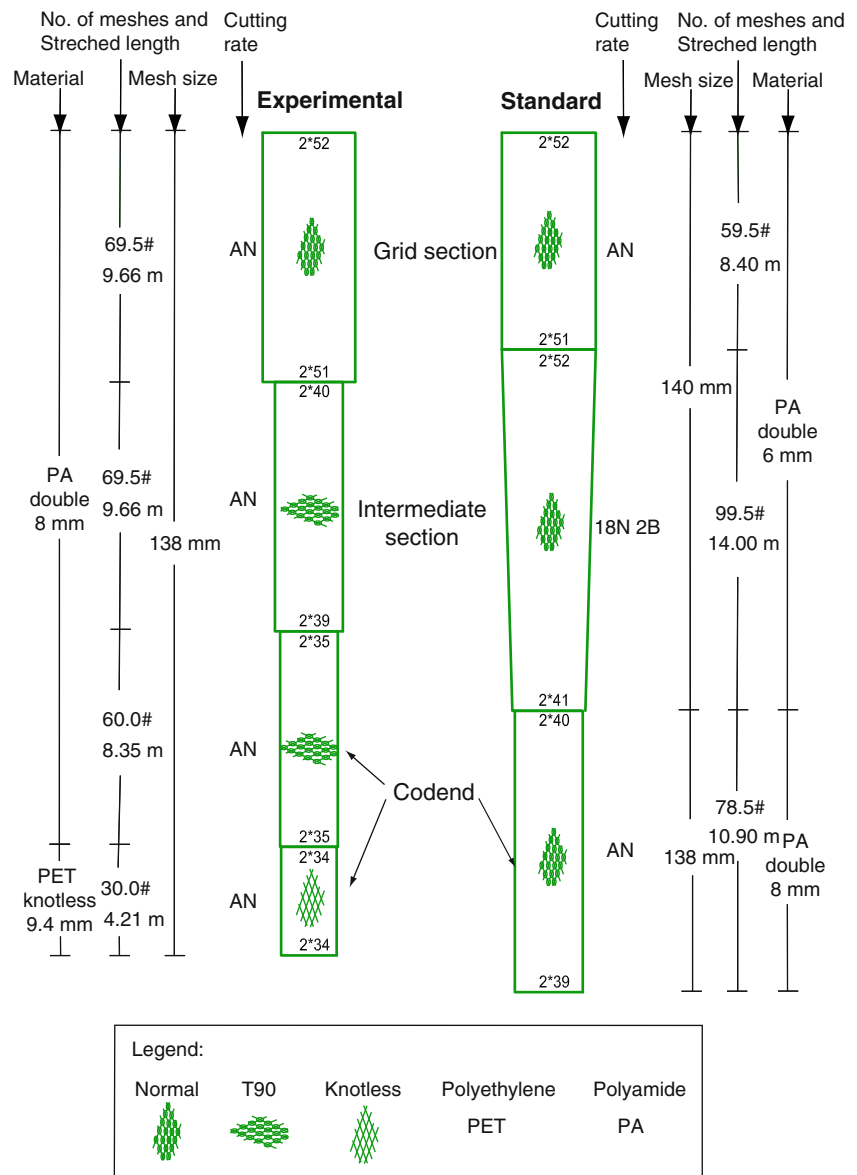 No. of meshes and
Streched length
Cutting
rate
Cutting
rate
No. of meshes and
Streched length
Material
Mesh size
Experimental
Standard
Mesh size
Material
2*52
2*52
69.5#
9.66 m
AN
Grid section
AN
59.5#
8.40 m
2*51
2*40
2*51
2*52
140 mm
PA
double
6 mm
PA
double
8 mm
69.5#
9.66 m
138 mm
AN
Intermediate
section
18N 2B
99.5#
14.00 m
2*39
2*35
2*41
2*40
60.0#
8.35 m
AN
Codend
78.5#
10.90 m
138 mm
AN
PA
double
8 mm
2*35
2*34
PET
knotless
9.4 mm
30.0#
4.21 m
AN
2*34
2*39
Legend:
Normal
T90
Knotless
Polyethylene
Polyamide
PET
PA